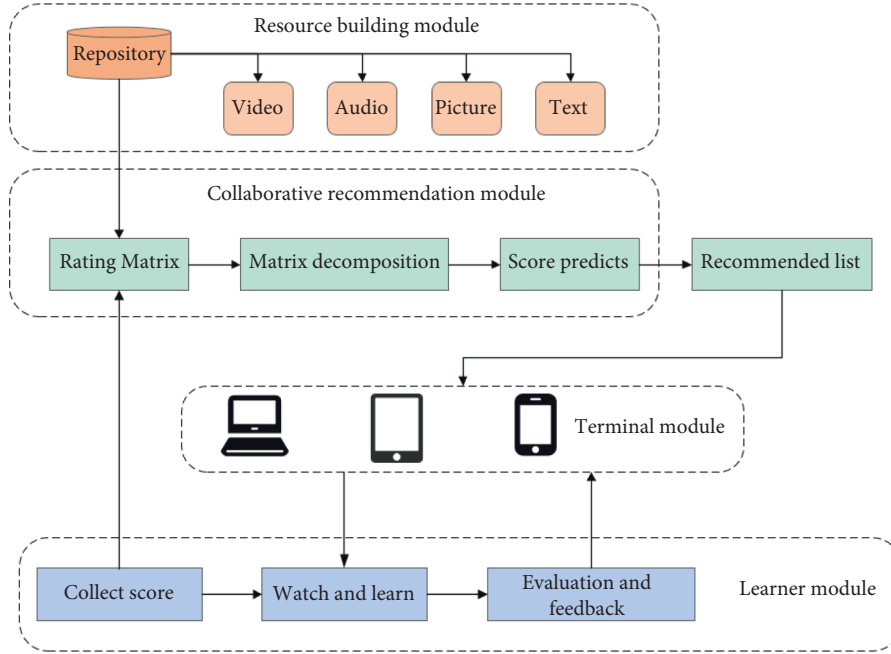 Resource building module
Repository
Video
Audio
Picture
Text
Collaborative recommendation module
Rating Matrix
Matrix decomposition
Score predicts
Recommended list
Terminal module
Collect score
Watch and learn
Evaluation and
feedback
Learner module